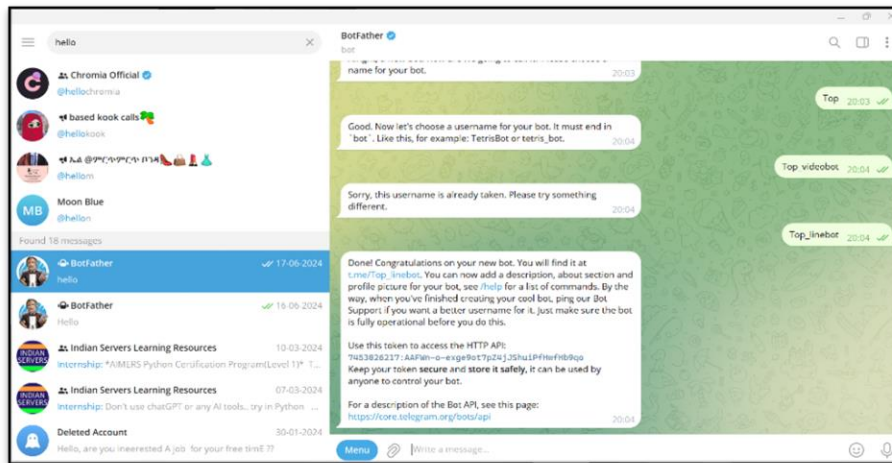 hello
Chromia Official
@hellochromia
based kook calls
@hellokook
ኤል @ምርጥምርጥ ቦንዳ
@hellom
MB
Moon Blue
@hellon
Found 18 messages
BotFather
17-06-2024
hello
BotFather
16-06-2024
Hello
INDIAN
SERVERS
Indian Servers Learning Resources
10-03-2024
Internship: *AIMERS Python Certification Program(Level 1)* T...
INDIAN
SERVERS
Indian Servers Learning Resources
07-03-2024
Internship: Don't use chatGPT or any AI tools.. try in Python ...
Deleted Account
30-01-2024
Hello, are you ineerested A job for your free timE ??
BotFather
bot
name for your bot.
20:03
Top 20:03
Good. Now let's choose a username for your bot. It must end in
`bot`. Like this, for example: TetrisBot or tetris_bot.
20:04
Top_videobot 20:04
Sorry, this username is already taken. Please try something
different.
20:04
Top_linebot 20:04
Done! Congratulations on your new bot. You will find it at
t.me/Top_linebot. You can now add a description, about section and
profile picture for your bot, see /help for a list of commands. By the
way, when you've finished creating your cool bot, ping our Bot
Support if you want a better username for it. Just make sure the bot
is fully operational before you do this.
Use this token to access the HTTP API:
Keep your token secure and store it safely, it can be used by
anyone to control your bot.
For a description of the Bot API, see this page:
https://core.telegram.org/bots/api
20:04
Menu
Write a message...